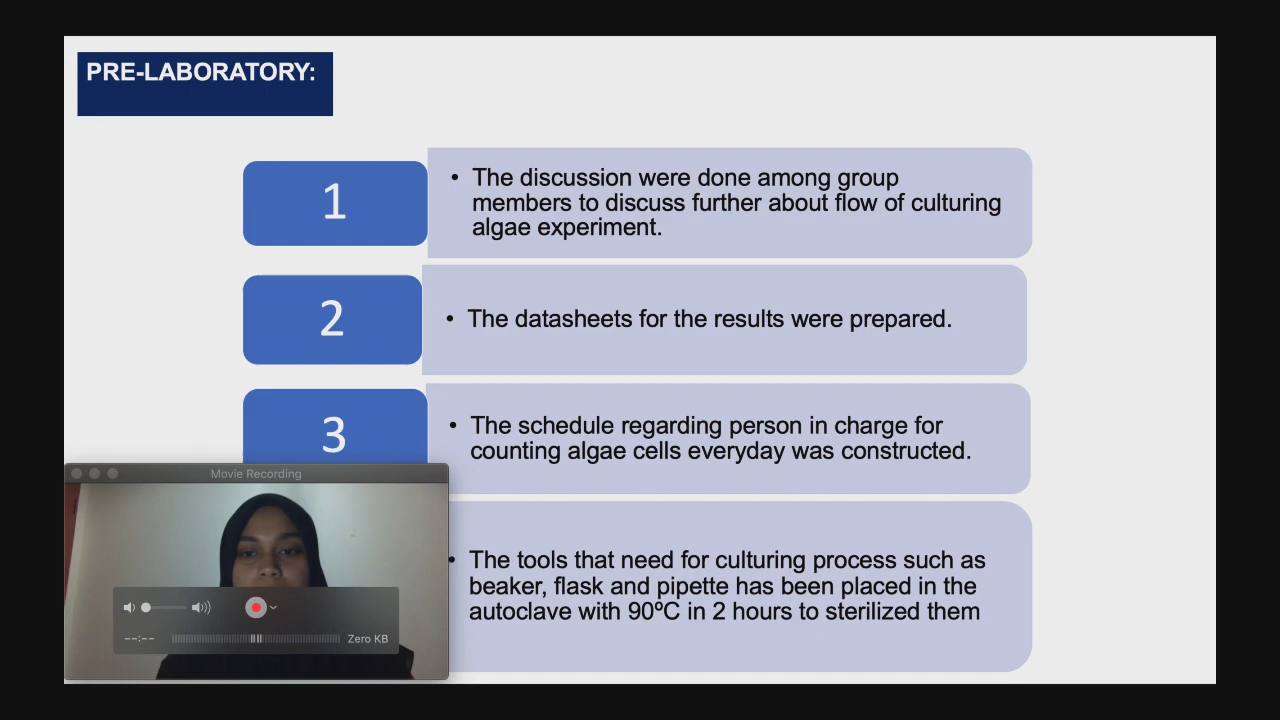 PRE-LABORATORY:
1
• The discussion were done among group
members to discuss further about flow of culturing
algae experiment.
2
• The datasheets for the results were prepared.
3
• The schedule regarding person in charge for
counting algae cells everyday was constructed.
• The tools that need for culturing process such as
beaker, flask and pipette has been placed in the
autoclave with 90ºC in 2 hours to sterilized them
Movie Recording
--:--
Zero KB